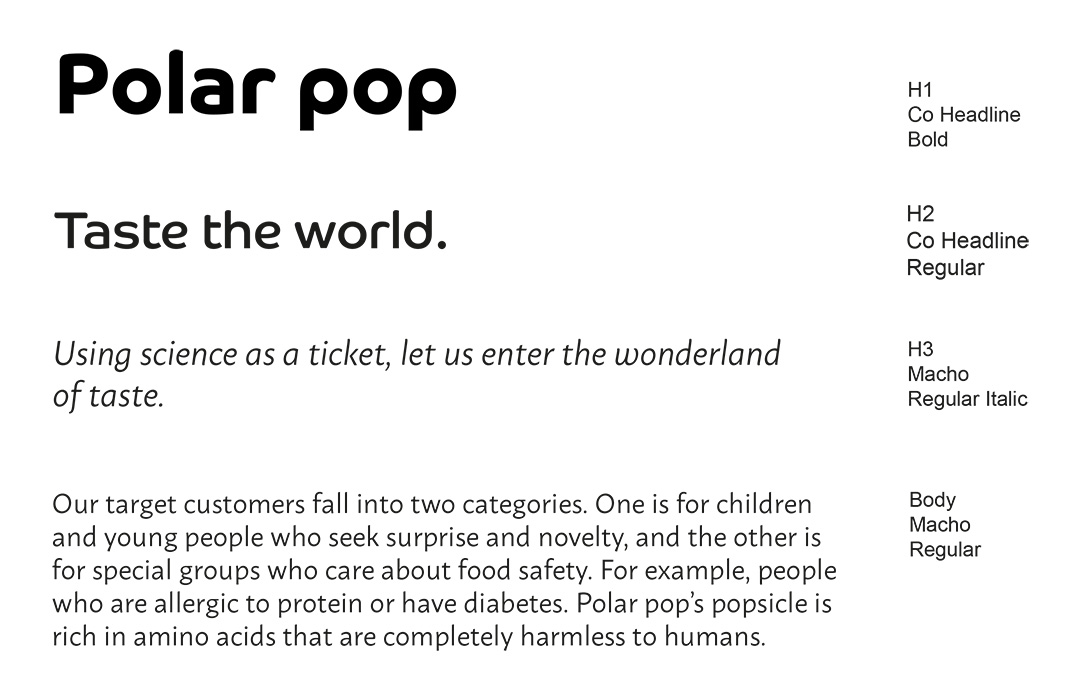 Polar pop
H1
Co Headline
Bold
Taste the world.
H2
Co Headline
Regular
Using science as a ticket, let us enter the wonderland
of taste.
H3
Macho
Regular Italic
Our target customers fall into two categories. One is for children
and young people who seek surprise and novelty, and the other is
for special groups who care about food safety. For example, people
who are allergic to protein or have diabetes. Polar pop’s popsicle is
rich in amino acids that are completely harmless to humans.
Body
Macho
Regular